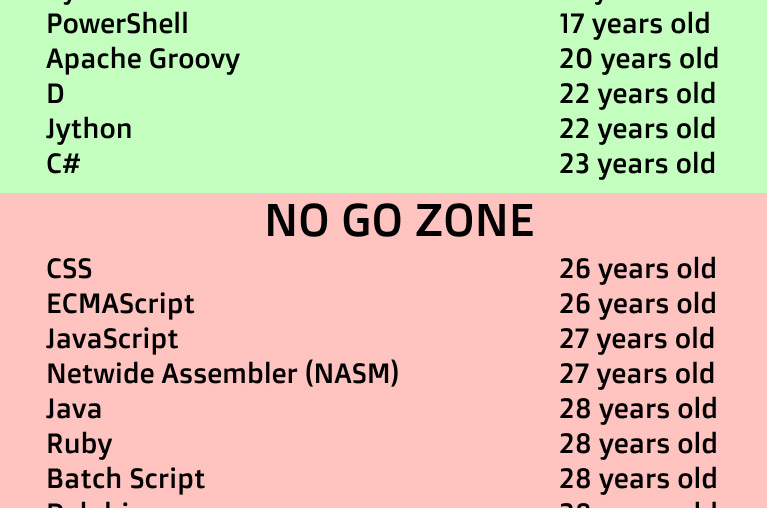 PowerShell 17 years old
Apache Groovy 20 years old
D 22 years old
Jython 22 years old
C# 23 years old
NO GO ZONE
CSS 26 years old
ECMAScript 26 years old
JavaScript 27 years old
Netwide Assembler (NASM) 27 years old
Java 28 years old
Ruby 28 years old
Batch Script 28 years old